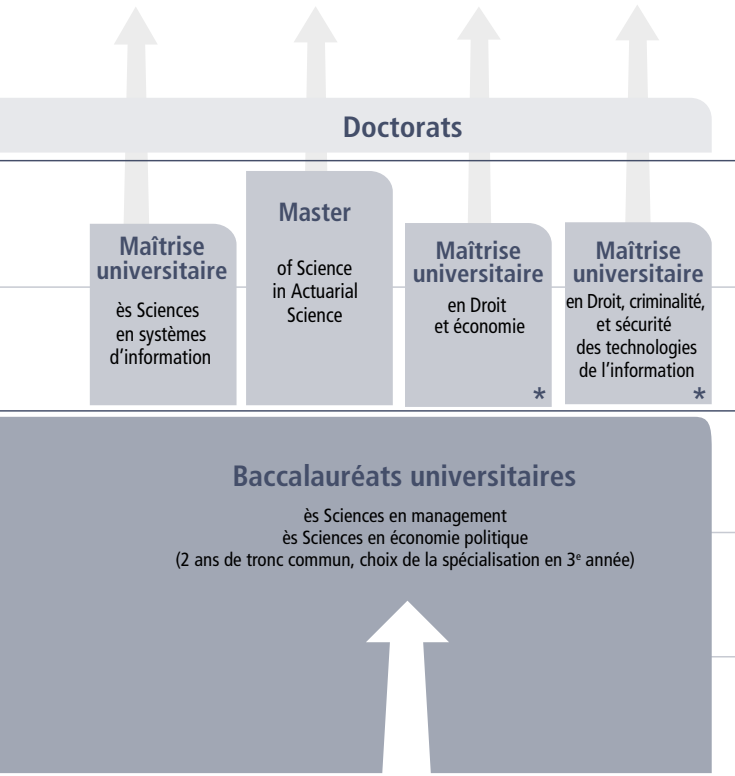 Doctorats
Maîtrise
universitaire
ès Sciences
en systèmes
d’information
Master
of Science
in Actuarial
Science
Maîtrise
universitaire
en Droit
et économie
*
Maîtrise
universitaire
en Droit, criminalité,
et sécurité
des technologies
de l’information
*
Baccalauréats universitaires
ès Sciences en management
ès Sciences en économie politique
(2 ans de tronc commun, choix de la spécialisation en 3e année)